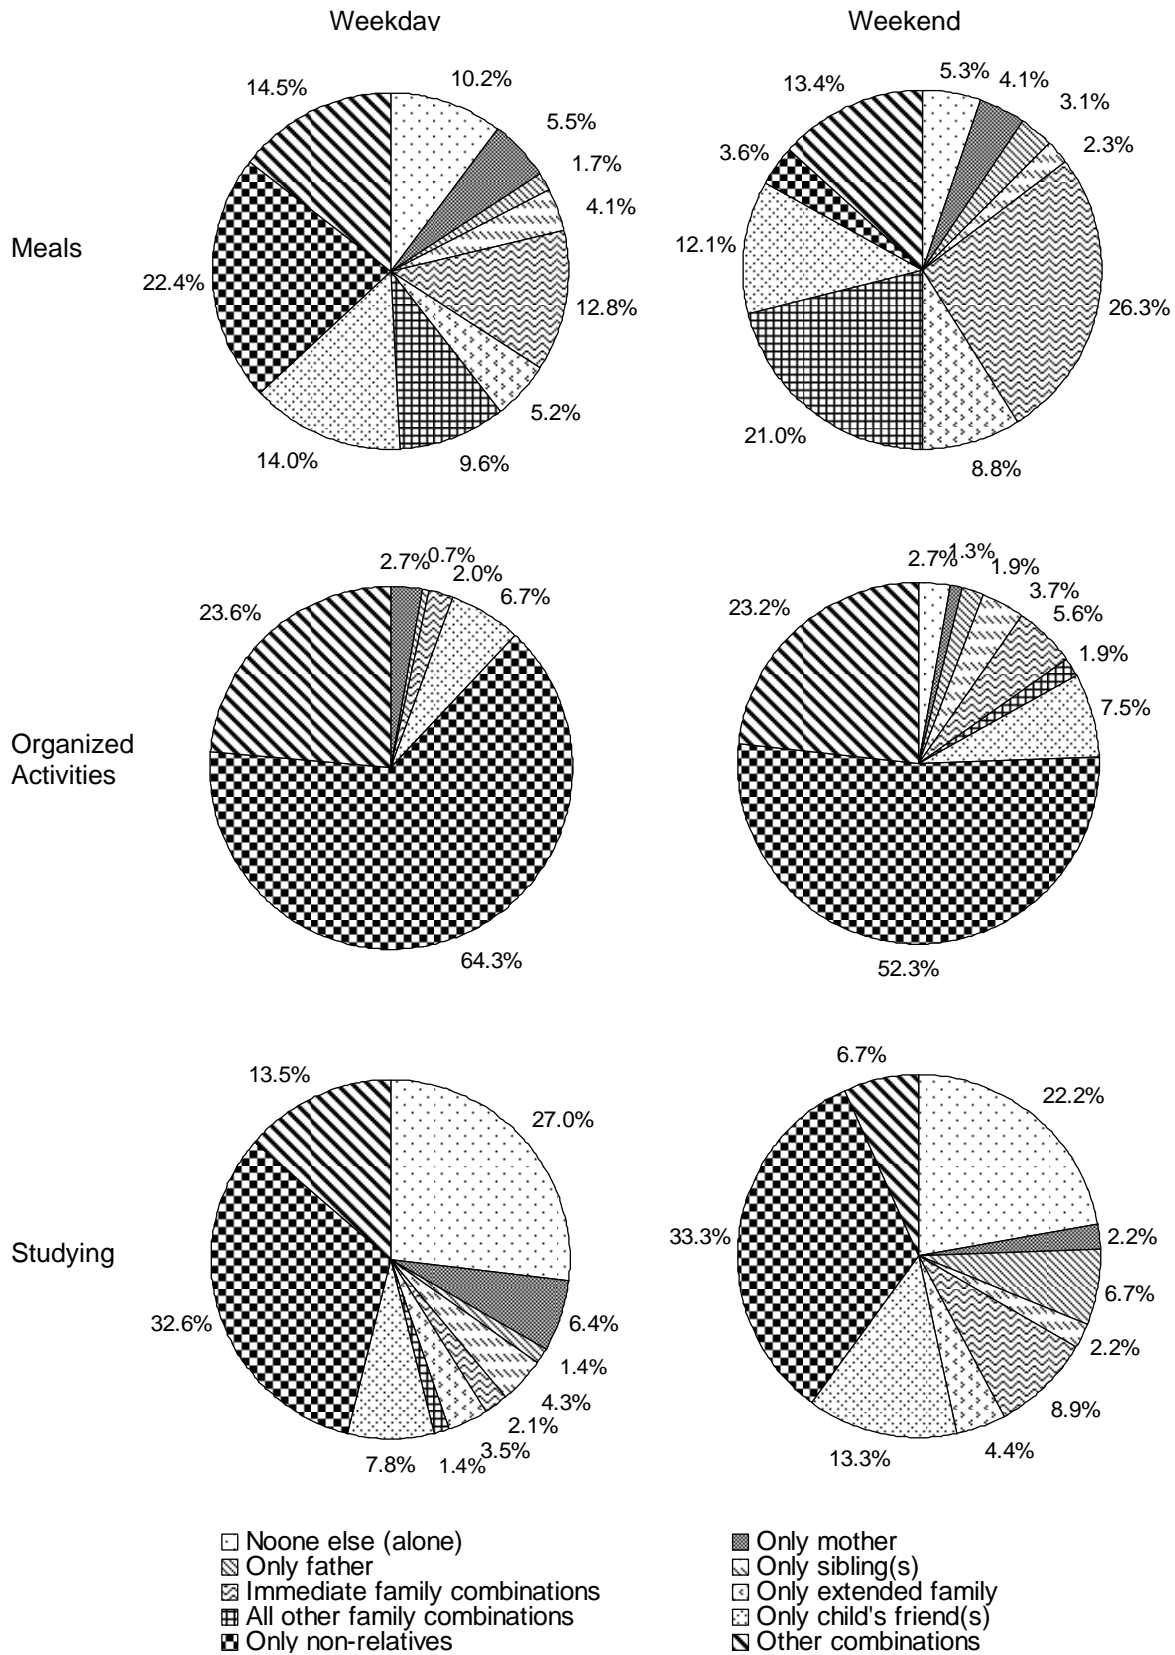 Weekday Weekend
14.5% 10.2% 13.4% 5.3% 4.1%
5.5% 3.1%
1.7% 3.6% 2.3%
4.1%
Meals 12.1%
22.4% 12.8% 26.3%
5.2% 21.0%
14.0% 9.6% 8.8%
2.7% 0.7% 2.7% 1.3%
2.0% 1.9%
23.6% 6.7% 23.2% 3.7%
5.6%
1.9%
7.5%
Organized
Activities
64.3% 52.3%
13.5% 6.7%
27.0% 22.2%
Studying 33.3% 2.2%
32.6% 6.4% 6.7%
1.4% 2.2%
4.3% 8.9%
2.1%
7.8% 1.4% 3.5% 13.3% 4.4%
Noone else (alone) Only mother
Only father Only sibling(s)
Immediate family combinations Only extended family
All other family combinations Only child's friend(s)
Only non-relatives Other combinations